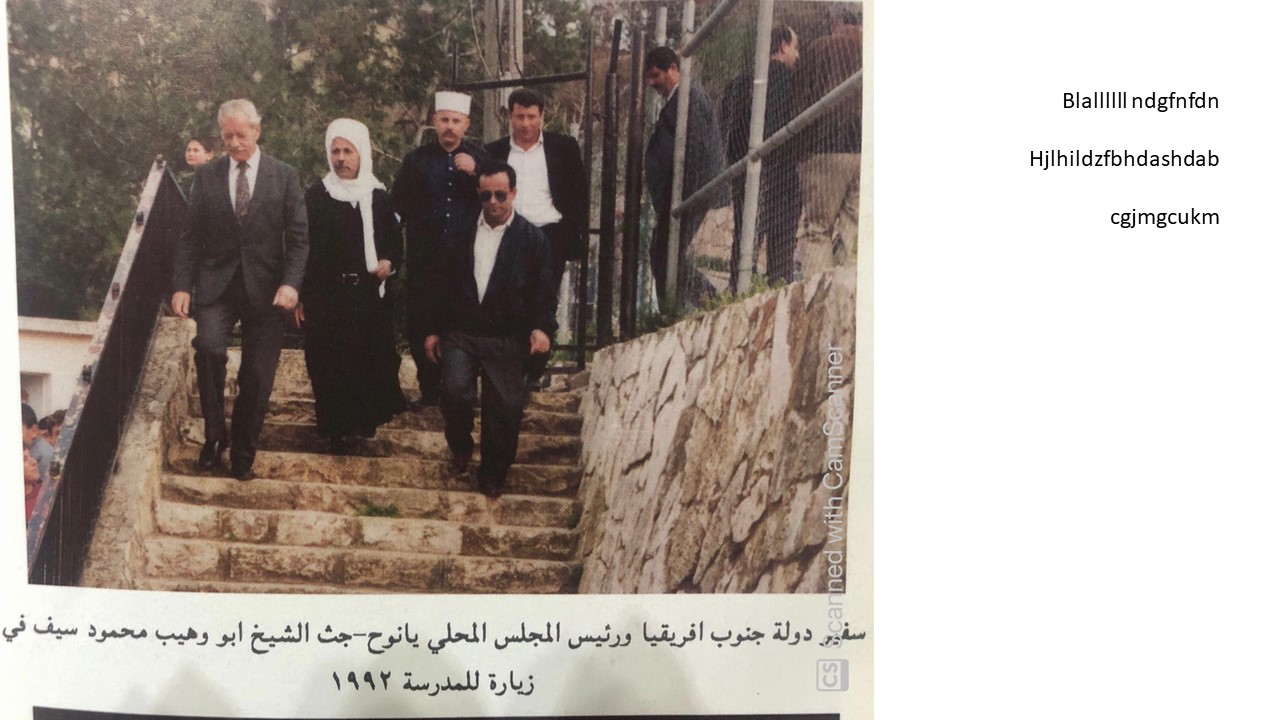 سفير دولة جنوب افريقيا ورئيس المجلس المحلي يانوح-جث الشيخ ابو وهيب محمود سيف في
زيارة للمدرسة ١٩٩٢
CS Scanned with CamScanner
Blallllll ndgfnfdn
Hjlhildzfbhdashdab
cgjmgcukm